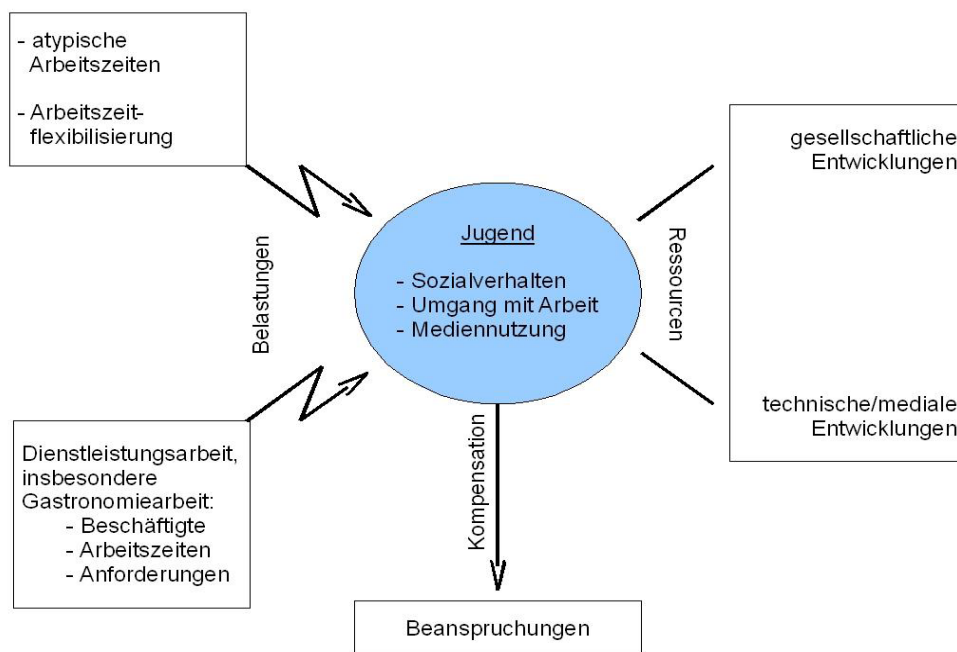 - atypische
Arbeitszeiten
- Arbeitszeit-
flexibilisierung
gesellschaftliche
Entwicklungen
Belastungen
Jugend
- Sozialverhalten
- Umgang mit Arbeit
- Mediennutzung
Ressourcen
technische/mediale
Entwicklungen
Dienstleistungsarbeit,
insbesondere
Gastronomiearbeit:
- Beschäftigte
- Arbeitszeiten
- Anforderungen
Kompensation
Beanspruchungen